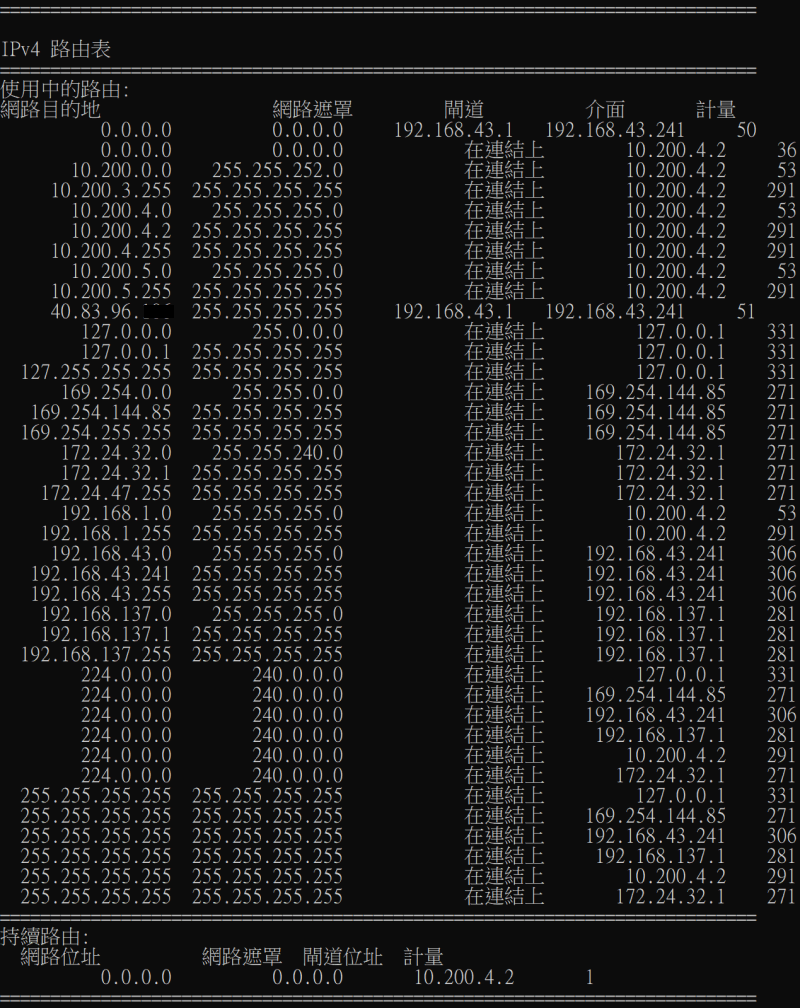 ===========================================================================
IPv4 路由表
===========================================================================
使用中的路由:
網路目的地 網路遮罩 閘道 介面 計量
0.0.0.0 0.0.0.0 192.168.43.1 192.168.43.241 50
0.0.0.0 0.0.0.0 在連結上 10.200.4.2 36
10.200.0.0 255.255.252.0 在連結上 10.200.4.2 53
10.200.3.255 255.255.255.255 在連結上 10.200.4.2 291
10.200.4.0 255.255.255.0 在連結上 10.200.4.2 53
10.200.4.2 255.255.255.255 在連結上 10.200.4.2 291
10.200.4.255 255.255.255.255 在連結上 10.200.4.2 291
10.200.5.0 255.255.255.0 在連結上 10.200.4.2 53
10.200.5.255 255.255.255.255 在連結上 10.200.4.2 291
40.83.96. 255.255.255.255 192.168.43.1 192.168.43.241 51
127.0.0.0 255.0.0.0 在連結上 127.0.0.1 331
127.0.0.1 255.255.255.255 在連結上 127.0.0.1 331
127.255.255.255 255.255.255.255 在連結上 127.0.0.1 331
169.254.0.0 255.255.0.0 在連結上 169.254.144.85 271
169.254.144.85 255.255.255.255 在連結上 169.254.144.85 271
169.254.255.255 255.255.255.255 在連結上 169.254.144.85 271
172.24.32.0 255.255.240.0 在連結上 172.24.32.1 271
172.24.32.1 255.255.255.255 在連結上 172.24.32.1 271
172.24.47.255 255.255.255.255 在連結上 172.24.32.1 271
192.168.1.0 255.255.255.0 在連結上 10.200.4.2 53
192.168.1.255 255.255.255.255 在連結上 10.200.4.2 291
192.168.43.0 255.255.255.0 在連結上 192.168.43.241 306
192.168.43.241 255.255.255.255 在連結上 192.168.43.241 306
192.168.43.255 255.255.255.255 在連結上 192.168.43.241 306
192.168.137.0 255.255.255.0 在連結上 192.168.137.1 281
192.168.137.1 255.255.255.255 在連結上 192.168.137.1 281
192.168.137.255 255.255.255.255 在連結上 192.168.137.1 281
224.0.0.0 240.0.0.0 在連結上 127.0.0.1 331
224.0.0.0 240.0.0.0 在連結上 169.254.144.85 271
224.0.0.0 240.0.0.0 在連結上 192.168.43.241 306
224.0.0.0 240.0.0.0 在連結上 192.168.137.1 281
224.0.0.0 240.0.0.0 在連結上 10.200.4.2 291
224.0.0.0 240.0.0.0 在連結上 172.24.32.1 271
255.255.255.255 255.255.255.255 在連結上 127.0.0.1 331
255.255.255.255 255.255.255.255 在連結上 169.254.144.85 271
255.255.255.255 255.255.255.255 在連結上 192.168.43.241 306
255.255.255.255 255.255.255.255 在連結上 192.168.137.1 281
255.255.255.255 255.255.255.255 在連結上 10.200.4.2 291
255.255.255.255 255.255.255.255 在連結上 172.24.32.1 271
===========================================================================
持續路由:
網路位址 網路遮罩 閘道位址 計量
0.0.0.0 0.0.0.0 10.200.4.2 1
===========================================================================